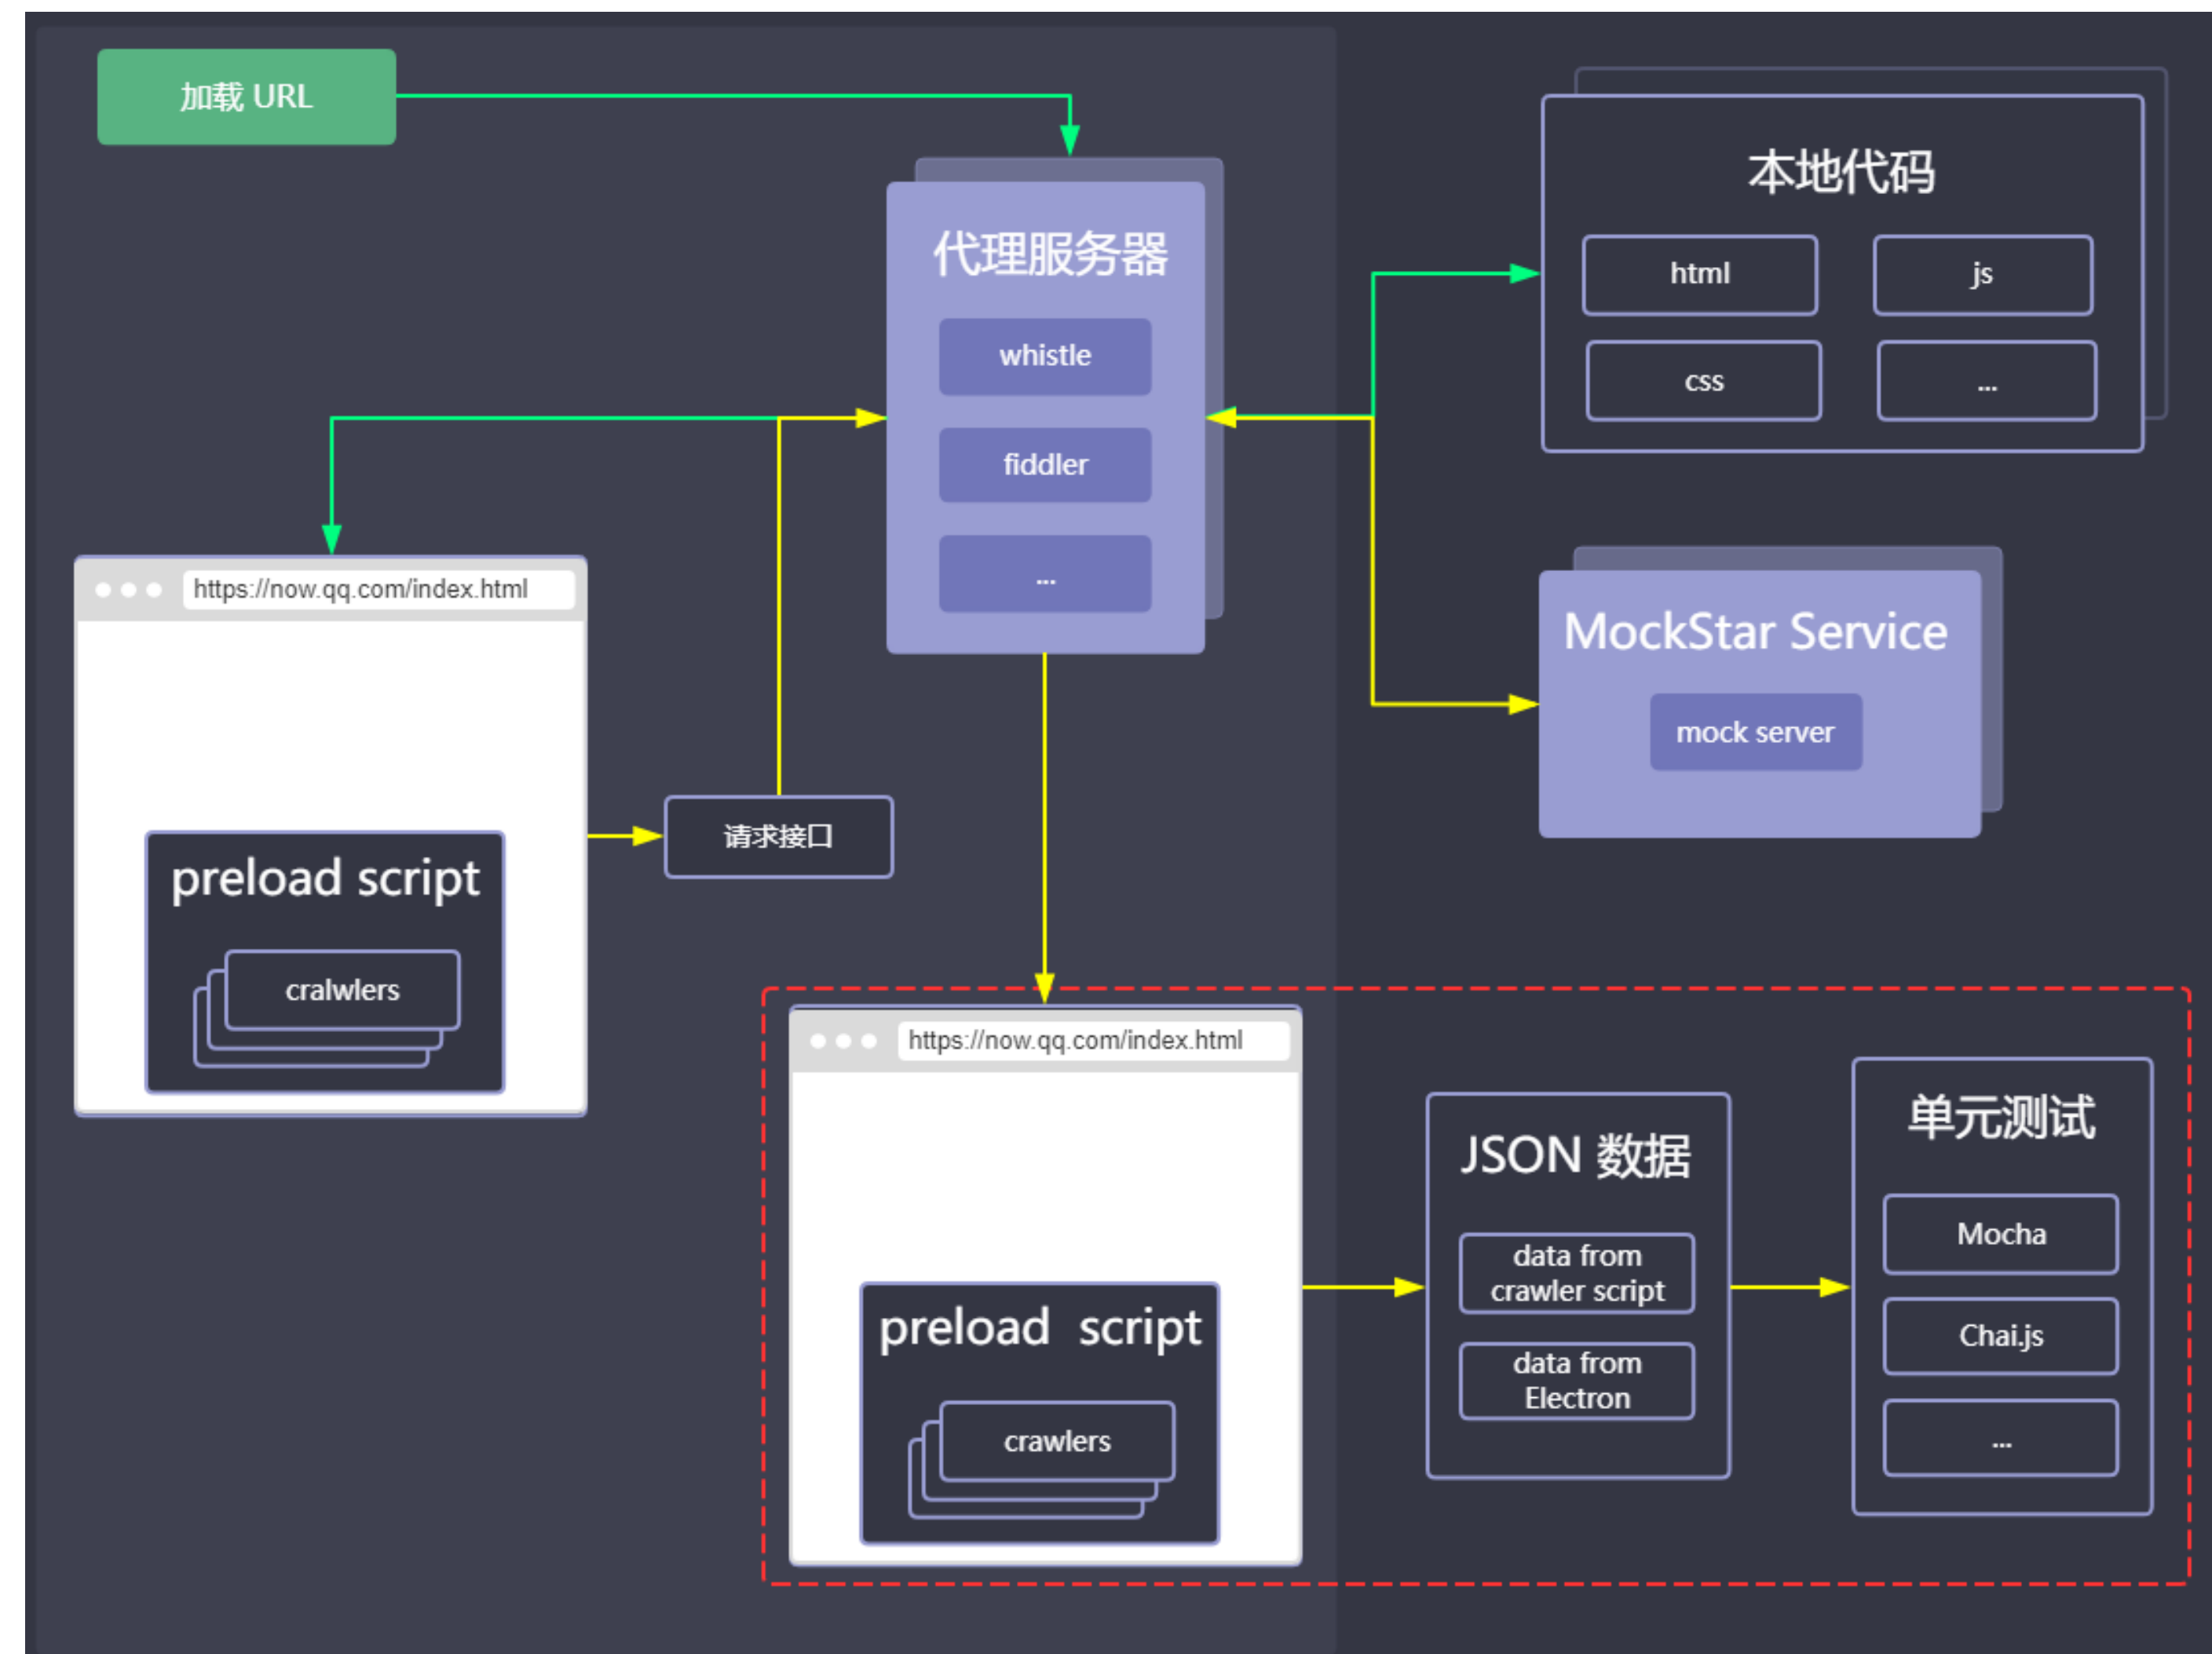 加载 URL
代理服务器
whistle
fiddler
...
本地代码
html
js
css
...
MockStar Service
mock server
https://now.qq.com/index.html
preload script
cralwlers
请求接口
https://now.qq.com/index.html
preload script
crawlers
JSON 数据
data from
crawler script
data from
Electron
单元测试
Mocha
Chai.js
...